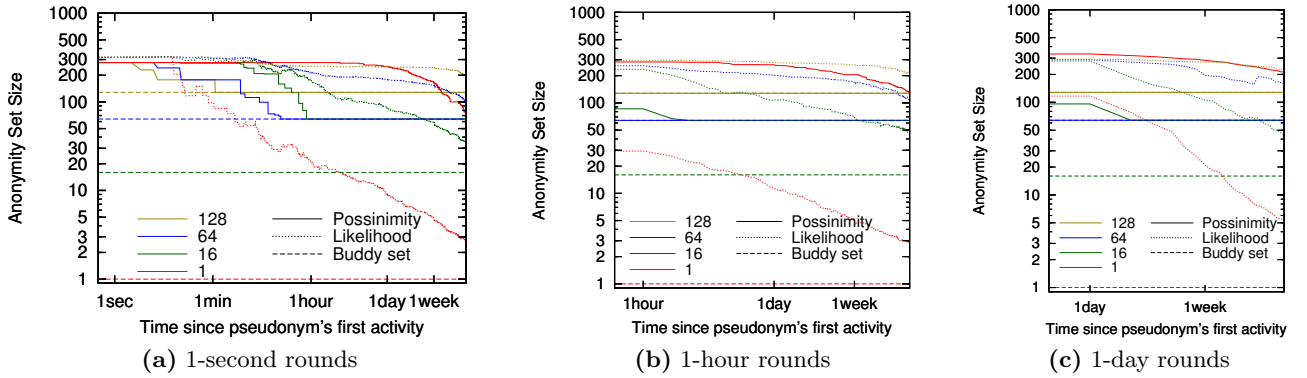 1000
500
300
100
50
30
20
10
5
3
2
1
Anonymity Set Size
128
64
16
1
Possinimity
Likelihood
Buddy set
1sec
1min
1hour
1day
1week
Time since pseudonym's first activity
(a) 1-second rounds
1000
500
300
100
50
30
20
10
5
3
2
1
Anonymity Set Size
128
64
16
1
Possinimity
Likelihood
Buddy set
1hour
1day
1week
Time since pseudonym's first activity
(b) 1-hour rounds
1000
500
300
200
100
50
30
20
10
5
3
2
1
Anonymity Set Size
128
64
16
1
Possinimity
Likelihood
Buddy set
1day
1week
Time since pseudonym's first activity
(c) 1-day rounds